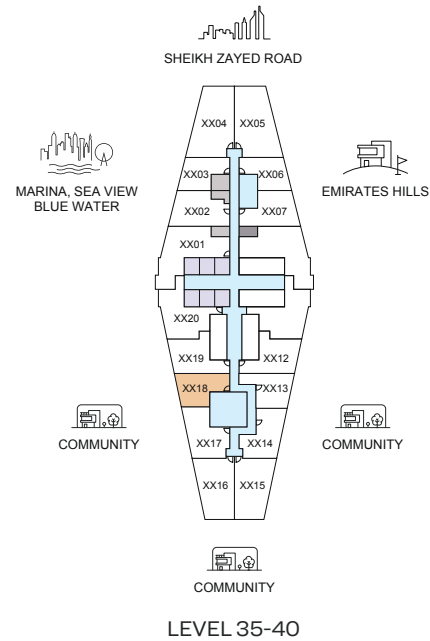 SHEIKH ZAYED ROAD
XX04 XX05
MARINA, SEA VIEW
BLUE WATER
XX03 XX06
EMIRATES HILLS
XX02 XX07
XX01
XX20
XX19 XX12
XX18 XX13
COMMUNITY
COMMUNITY
XX17 XX14
XX16 XX15
COMMUNITY
LEVEL 35-40